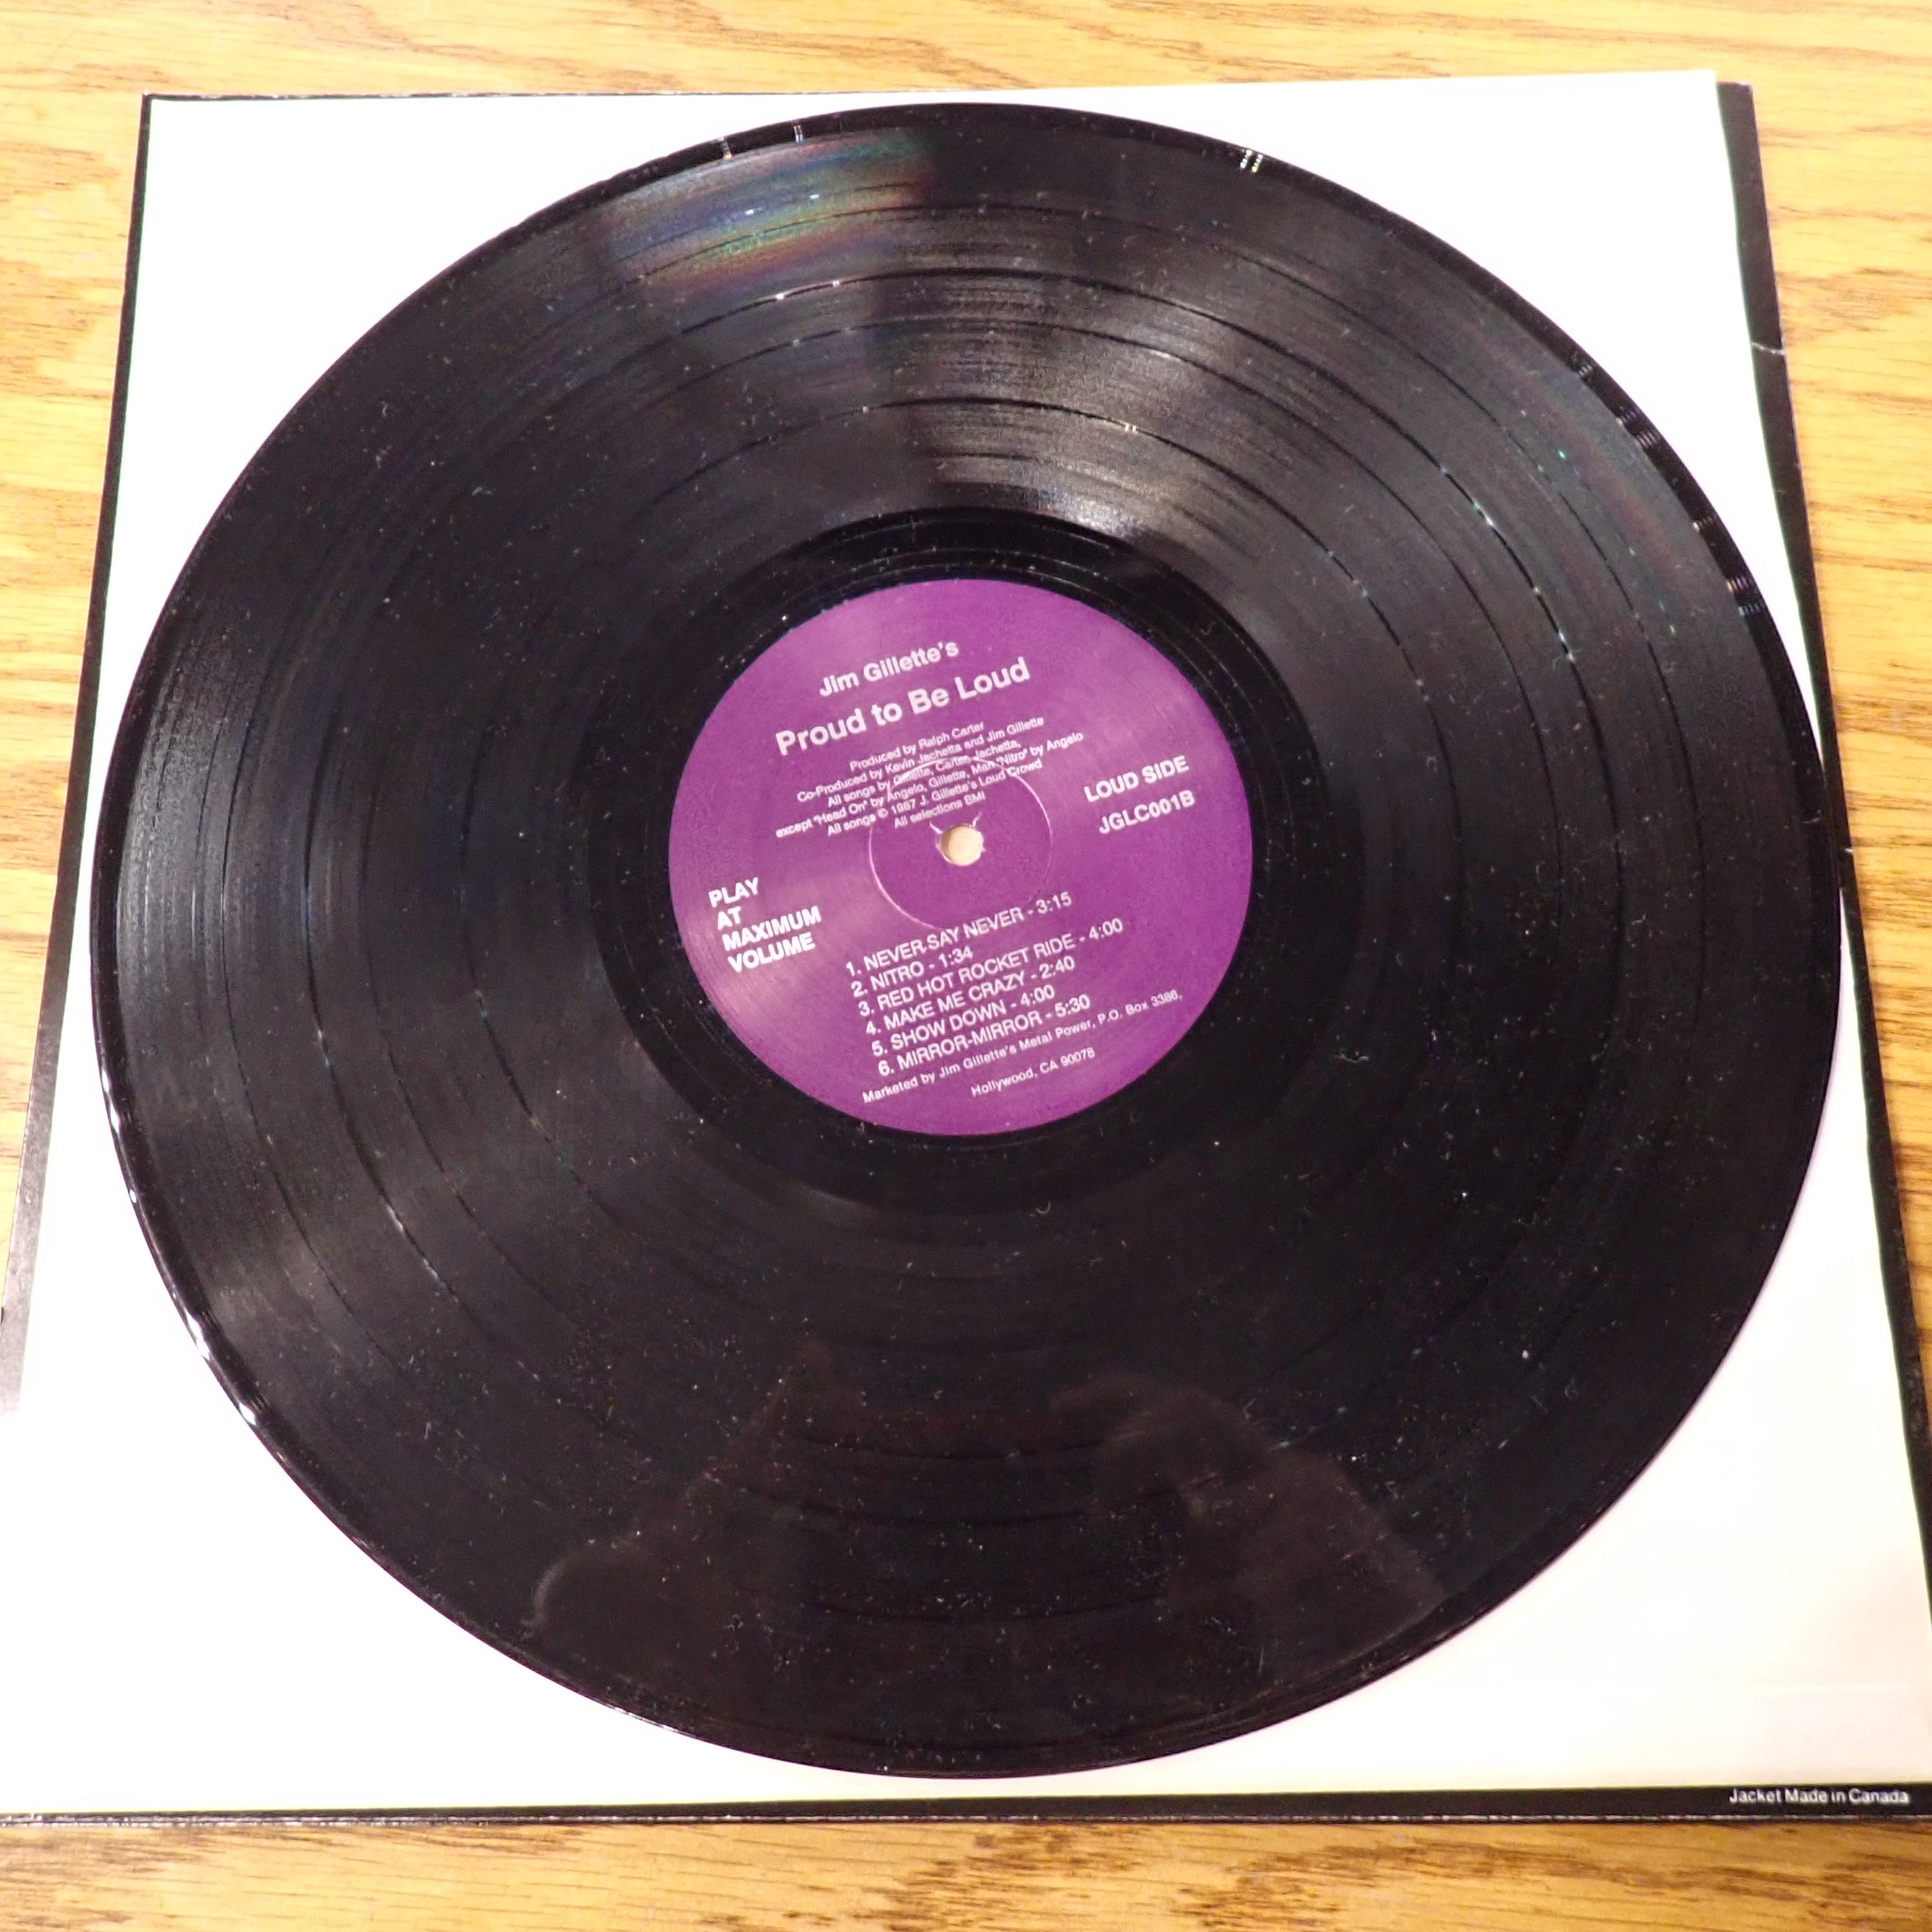 Jim Gillette's
Proud to Be Loud
Produced by Ralph Carter
Co-Produced by Kevin Jachetta and Jim Gillette
All songs by Gillette, Carter, Jachetta,
except "Head On" by Angelo, Gillette, Mah "Nitro" by Angelo
All songs © 1987 J. Gillette's Loud Crowd
All selections BMI
LOUD SIDE
JGLC001B
PLAY
AT
MAXIMUM
VOLUME
1. NEVER-SAY NEVER - 3:15
2. NITRO - 1:34
3. RED HOT ROCKET RIDE - 4:00
4. MAKE ME CRAZY - 2:40
5. SHOW DOWN - 4:00
6. MIRROR-MIRROR - 5:30
Marketed by Jim Gillette's Metal Power, P.O. Box 3386,
Hollywood, CA 90078
Jacket Made in Canada